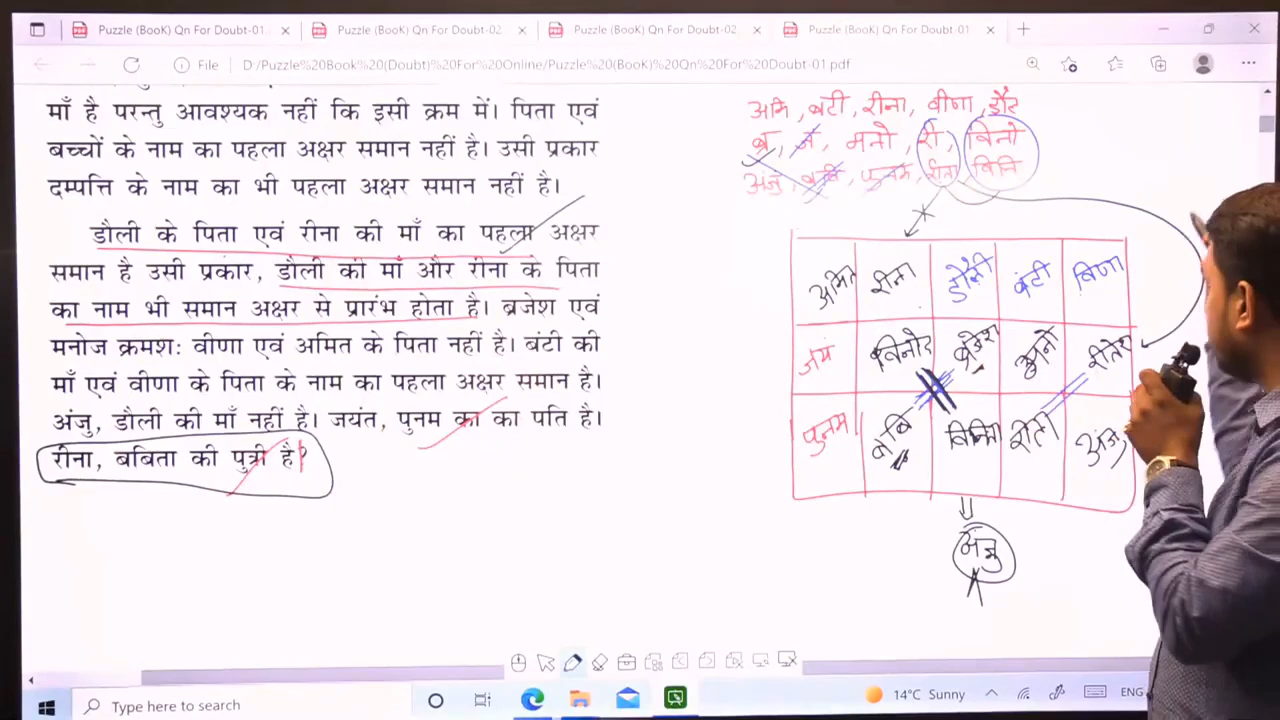 Puzzle (BooK) Qn For Doubt-01.
Puzzle (BooK) Qn For Doubt-02
Puzzle (BooK) Qn For Doubt-02.
Puzzle (BooK) Qn For Doubt-01
File
D:/Puzzle%20Book%20(Doubt)%20For%20Online/Puzzle%20(BooK)%20Qn%20For%20Doubt-01.pdf
माँ है परन्तु आवश्यक नहीं कि इसी क्रम में। पिता एवं
बच्चों के नाम का पहला अक्षर समान नहीं है। उसी प्रकार
दम्पत्ति के नाम का भी पहला अक्षर समान नहीं है।
डौली के पिता एवं रीना की माँ का पहला अक्षर
समान है उसी प्रकार, डौली की माँ और रीना के पिता
का नाम भी समान अक्षर से प्रारंभ होता है। ब्रजेश एवं
मनोज क्रमशः वीणा एवं अमित के पिता नहीं है। बंटी की
माँ एवं वीणा के पिता के नाम का पहला अक्षर समान है।
अंजु, डौली की माँ नहीं है। जयंत, पुनम का का पति है।
रीना, बबिता की पुत्री है?
अमि, बंटी, रीना, वीणा, डौ
ब्र, ज, मनो, री, विनो
अंजु, बबि, पुनम, रीता, विनि
अमित रीना डौली बंटी विणा
जयं विनोद ब्रजेश मनो रीतेश
पुनम बबि विनिता रीता अंजु
अंजु
Type here to search
14°C Sunny
ENG